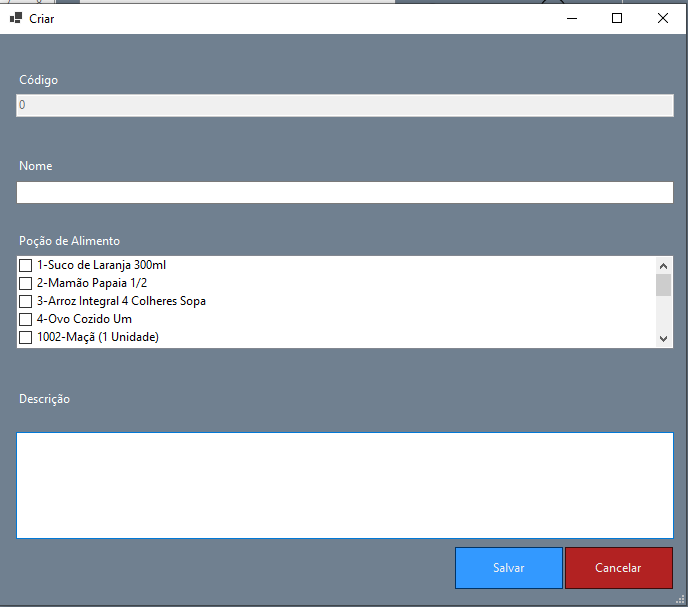 Criar
Código
0
Nome
Poção de Alimento
1-Suco de Laranja 300ml
2-Mamão Papaia 1/2
3-Arroz Integral 4 Colheres Sopa
4-Ovo Cozido Um
1002-Maçã (1 Unidade)
Descrição
Salvar
Cancelar